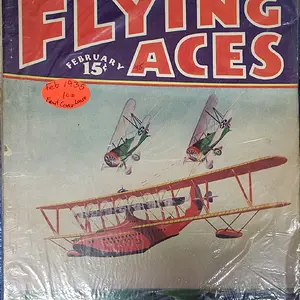 FLYING
ACES
FEBRUARY
15¢
Feb 1935